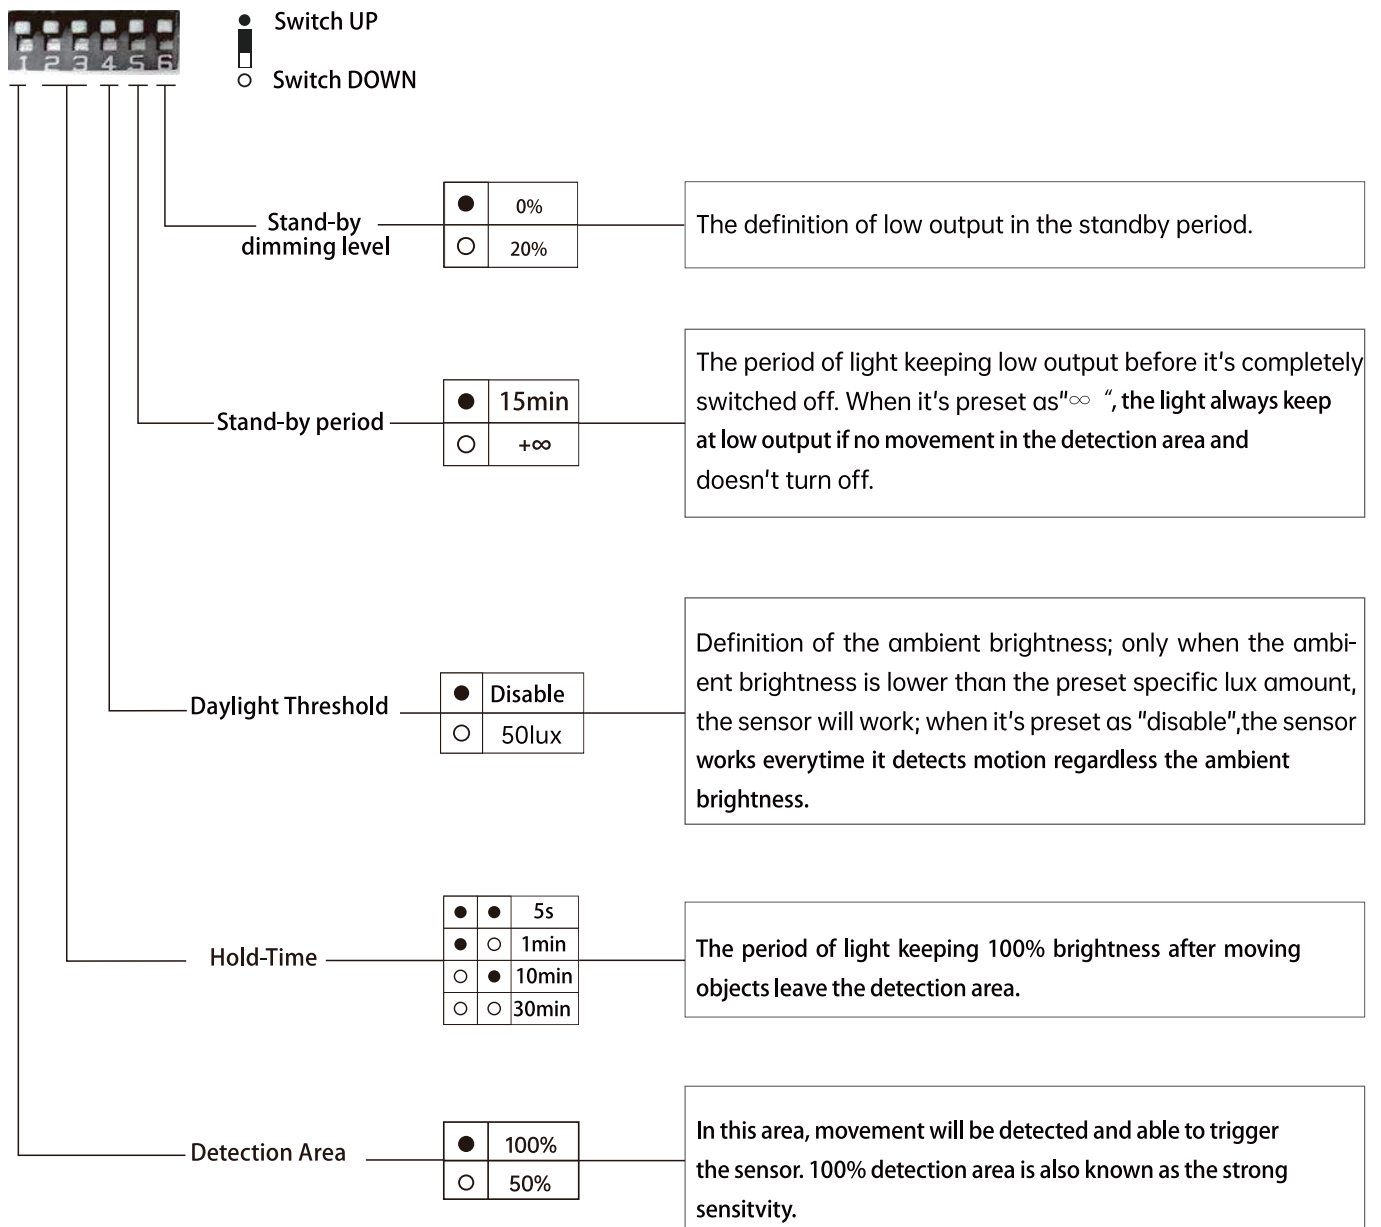 1 2 3 4 5 6
Switch UP
Switch DOWN
Stand-by
dimming level
0%
20%
The definition of low output in the standby period.
Stand-by period
15min
+∞
The period of light keeping low output before it's completely
switched off. When it's preset as"∞ “, the light always keep
at low output if no movement in the detection area and
doesn't turn off.
Daylight Threshold
Disable
50lux
Definition of the ambient brightness; only when the ambi-
ent brightness is lower than the preset specific lux amount,
the sensor will work; when it's preset as "disable",the sensor
works everytime it detects motion regardless the ambient
brightness.
Hold-Time
5s
1min
10min
30min
The period of light keeping 100% brightness after moving
objects leave the detection area.
Detection Area
100%
50%
In this area, movement will be detected and able to trigger
the sensor. 100% detection area is also known as the strong
sensitvity.